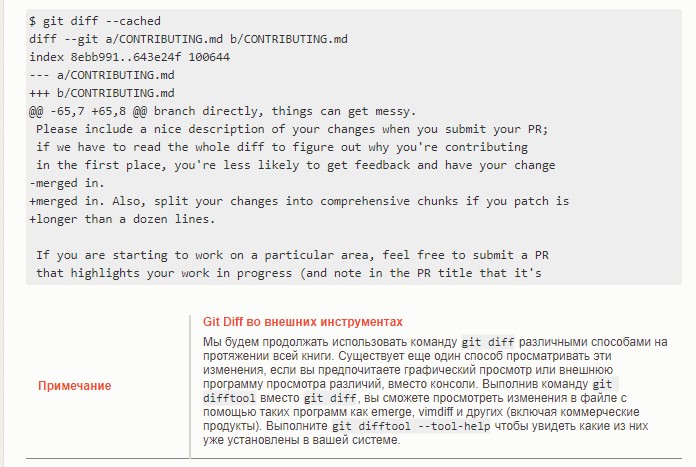 $ git diff --cached
diff --git a/CONTRIBUTING.md b/CONTRIBUTING.md
index 8ebb991..643e24f 100644
--- a/CONTRIBUTING.md
+++ b/CONTRIBUTING.md
@@ -65,7 +65,8 @@ branch directly, things can get messy.
 Please include a nice description of your changes when you submit your PR;
 if we have to read the whole diff to figure out why you're contributing
 in the first place, you're less likely to get feedback and have your change
-merged in.
+merged in. Also, split your changes into comprehensive chunks if you patch is
+longer than a dozen lines.

 If you are starting to work on a particular area, feel free to submit a PR
 that highlights your work in progress (and note in the PR title that it's
Примечание
Git Diff во внешних инструментах
Мы будем продолжать использовать команду git diff различными способами на
протяжении всей книги. Существует еще один способ просматривать эти
изменения, если вы предпочитаете графический просмотр или внешнюю
программу просмотра различий, вместо консоли. Выполнив команду git
difftool вместо git diff, вы сможете просмотреть изменения в файле с
помощью таких программ как emerge, vimdiff и других (включая коммерческие
продукты). Выполните git difftool --tool-help чтобы увидеть какие из них
уже установлены в вашей системе.